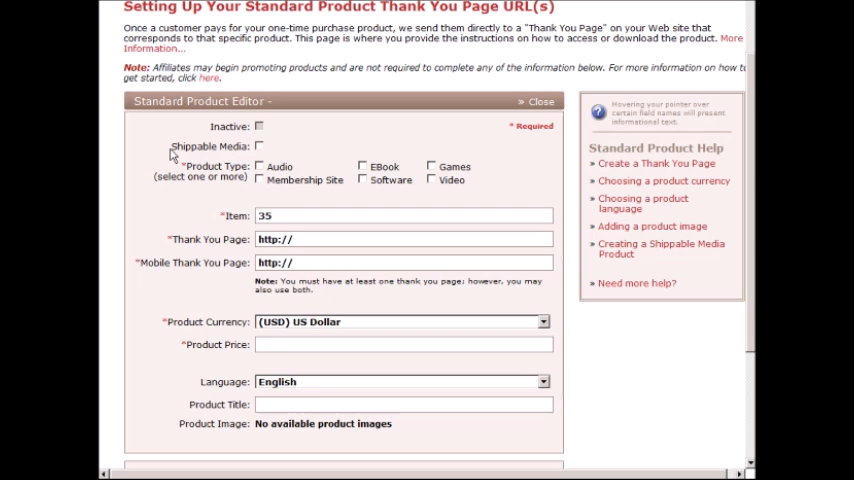 Setting Up Your Standard Product Thank You Page URL(s)
Once a customer pays for your one-time purchase product, we send them directly to a "Thank You Page" on your Web site that
corresponds to that specific product. This page is where you provide the instructions on how to access or download the product. More
Information...
Note: Affiliates may begin promoting products and are not required to complete any of the information below. For more information on how to
get started, click here.
Standard Product Editor -
» Close
Inactive:
* Required
Shippable Media:
*Product Type:
(select one or more)
Audio
EBook
Games
Membership Site
Software
Video
*Item: 35
*Thank You Page: http://
*Mobile Thank You Page: http://
Note: You must have at least one thank you page; however, you may
also use both.
*Product Currency: (USD) US Dollar
*Product Price:
Language: English
Product Title:
Product Image: No available product images
Hovering your pointer over
certain field names will present
informational text.
Standard Product Help
» Create a Thank You Page
» Choosing a product currency
» Choosing a product
language
» Adding a product image
» Creating a Shippable Media
Product
» Need more help?